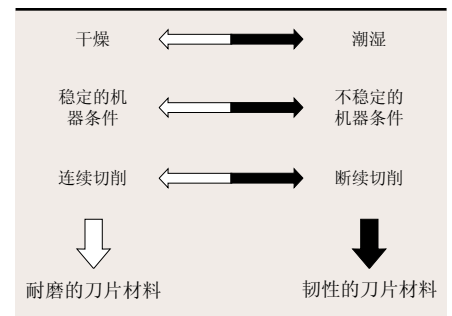 干燥
潮湿
稳定的机
器条件
不稳定的
机器条件
连续切削
断续切削
耐磨的刀片材料
韧性的刀片材料